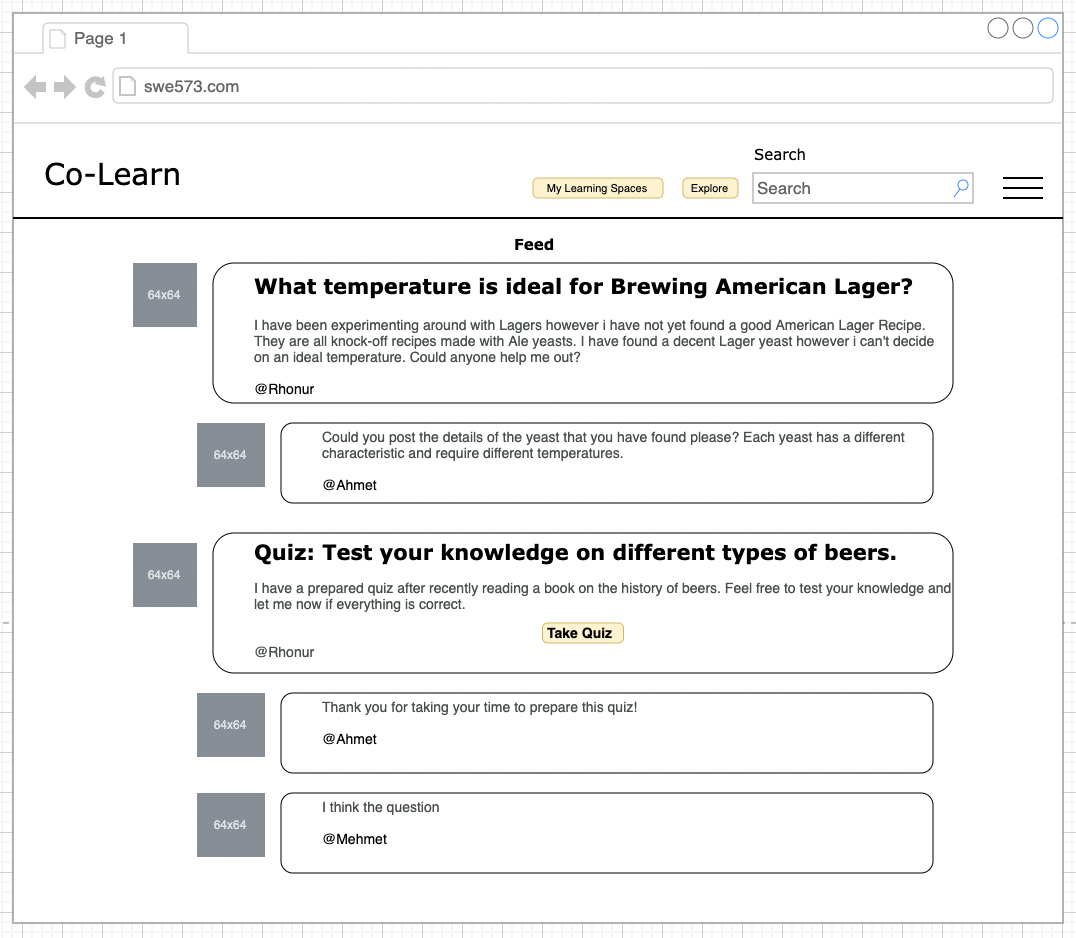 Page 1
swe573.com
Co-Learn
My Learning Spaces
Explore
Search
Search
Feed
64x64
What temperature is ideal for Brewing American Lager?
I have been experimenting around with Lagers however i have not yet found a good American Lager Recipe.
They are all knock-off recipes made with Ale yeasts. I have found a decent Lager yeast however i can't decide
on an ideal temperature. Could anyone help me out?
@Rhonur
64x64
Could you post the details of the yeast that you have found please? Each yeast has a different
characteristic and require different temperatures.
@Ahmet
64x64
Quiz: Test your knowledge on different types of beers.
I have a prepared quiz after recently reading a book on the history of beers. Feel free to test your knowledge and
let me now if everything is correct.
Take Quiz
@Rhonur
64x64
Thank you for taking your time to prepare this quiz!
@Ahmet
64x64
I think the question
@Mehmet